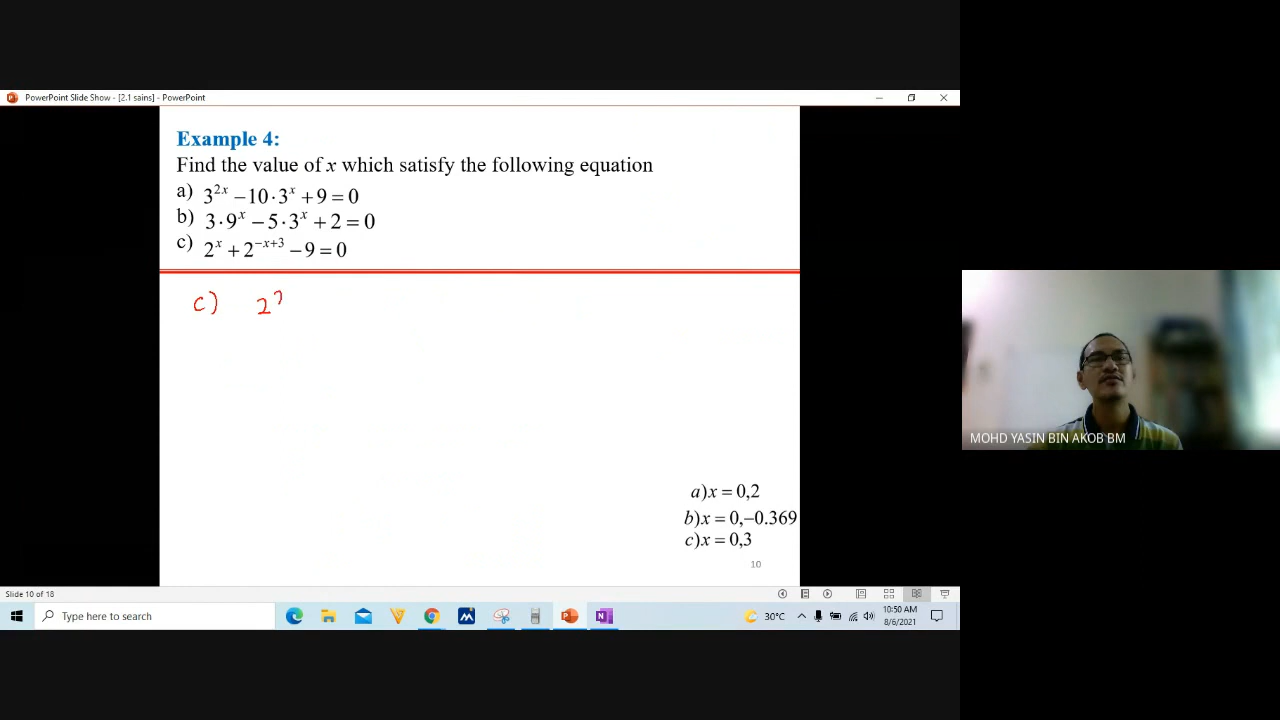 PowerPoint Slide Show - [2.1 sains] - PowerPoint
Example 4:
Find the value of x which satisfy the following equation
a) 3^{2x} − 10·3^x + 9 = 0
b) 3·9^x − 5·3^x + 2 = 0
c) 2^x + 2^{−x+3} − 9 = 0
c) 2
MOHD YASIN BIN AKOB BM
a)x = 0,2
b)x = 0,−0.369
c)x = 0,3
10
Slide 10 of 18
Type here to search
30°C
10:50 AM
8/6/2021